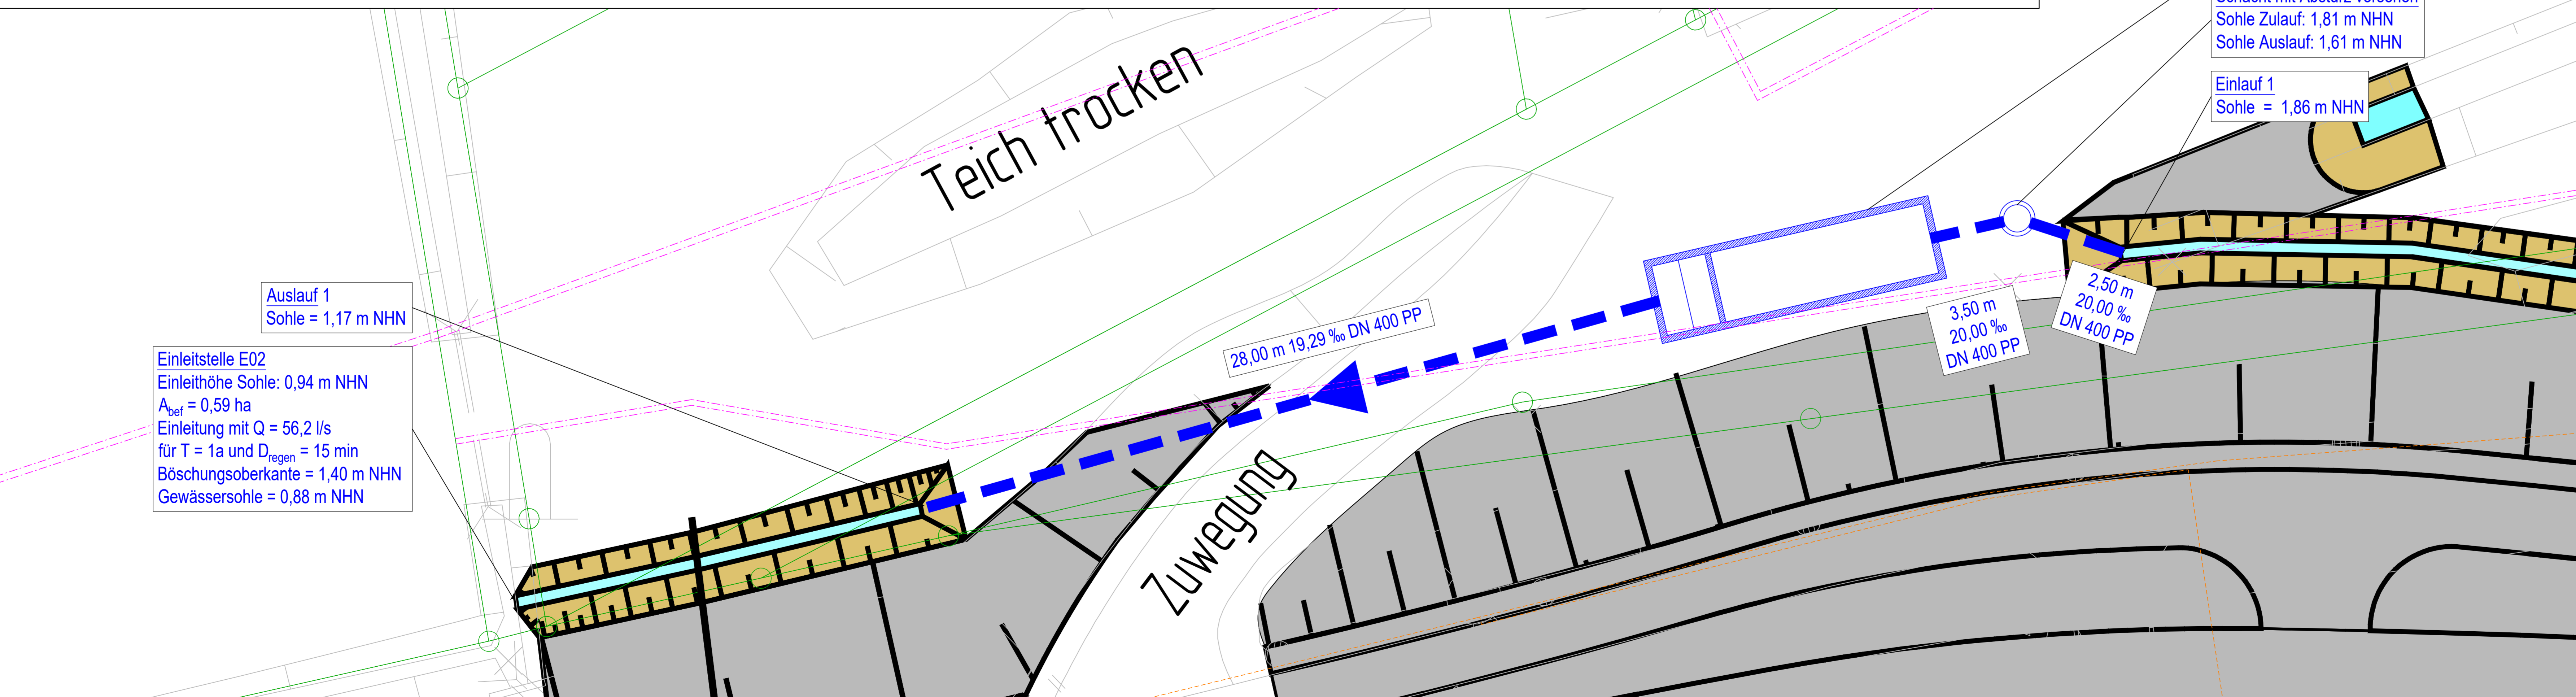 Teich trocken
Sohle Zulauf: 1,81 m NHN
Sohle Auslauf: 1,61 m NHN
Einlauf 1
Sohle = 1,86 m NHN
Auslauf 1
Sohle = 1,17 m NHN
28,00 m 19,29 ‰ DN 400 PP
3,50 m
20,00 ‰
DN 400 PP
2,50 m
20,00 ‰
DN 400 PP
Einleitstelle E02
Einleithöhe Sohle: 0,94 m NHN
Abef = 0,59 ha
Einleitung mit Q = 56,2 l/s
für T = 1a und Dregen = 15 min
Böschungsoberkante = 1,40 m NHN
Gewässersohle = 0,88 m NHN
Zuwegung